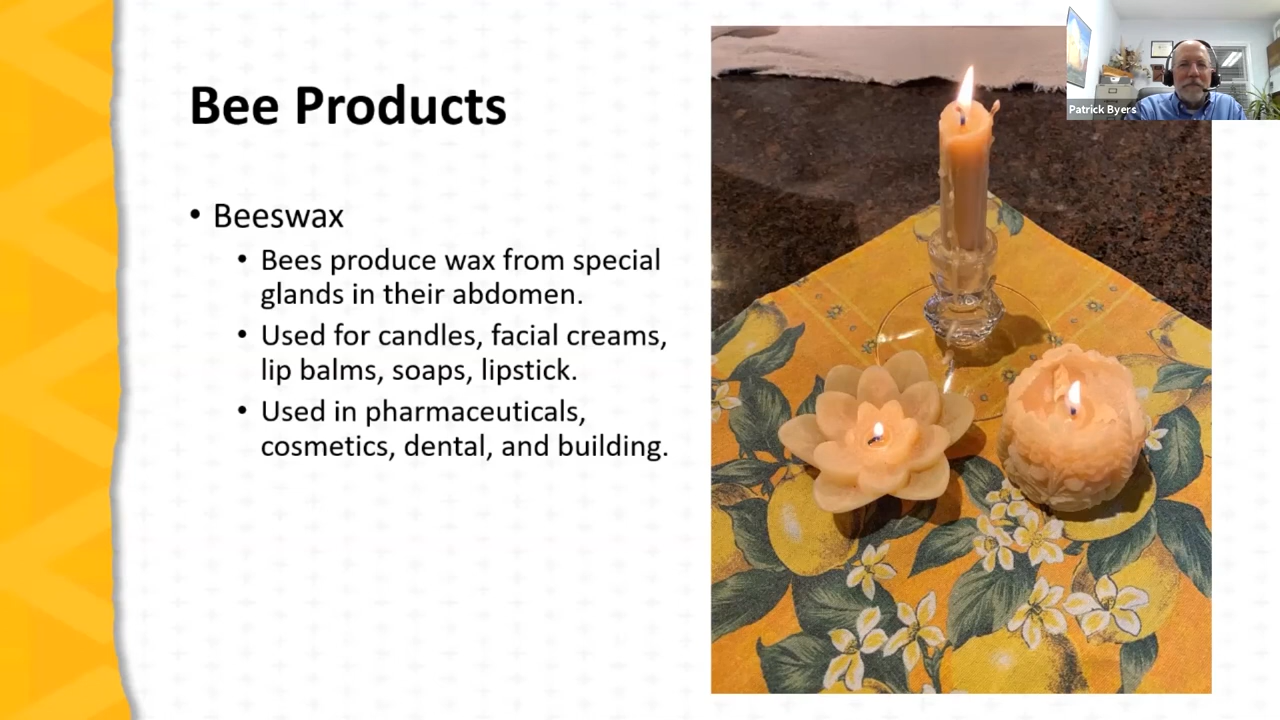 Bee Products
• Beeswax
• Bees produce wax from special
glands in their abdomen.
• Used for candles, facial creams,
lip balms, soaps, lipstick.
• Used in pharmaceuticals,
cosmetics, dental, and building.
Patrick Byers